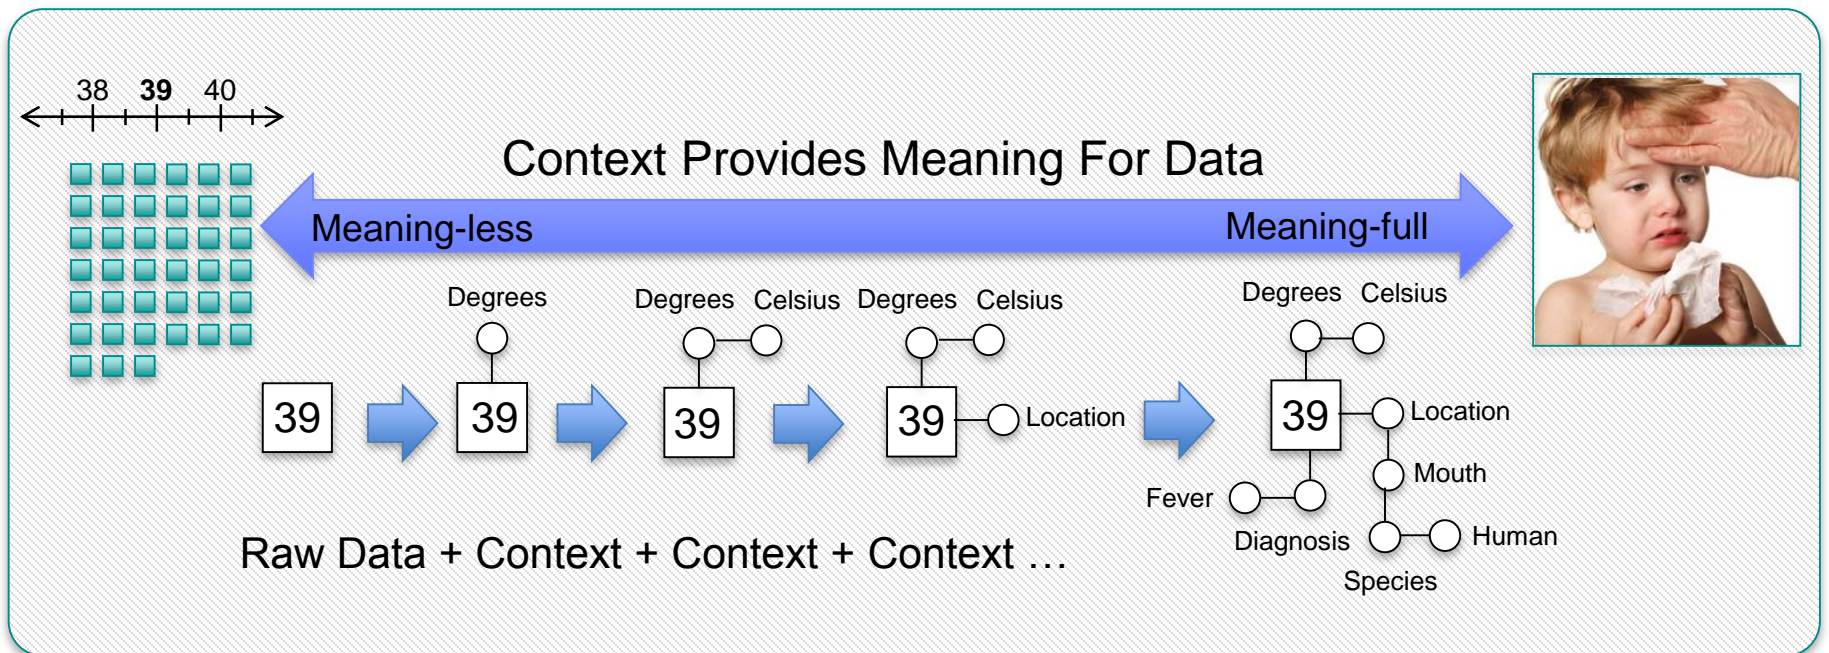 38 39 40
Context Provides Meaning For Data
Meaning-less
Meaning-full
39
Degrees
39
Degrees Celsius
39
Degrees Celsius
39
Location
Degrees Celsius
39
Location
Mouth
Fever
Diagnosis
Human
Species
Raw Data + Context + Context + Context …